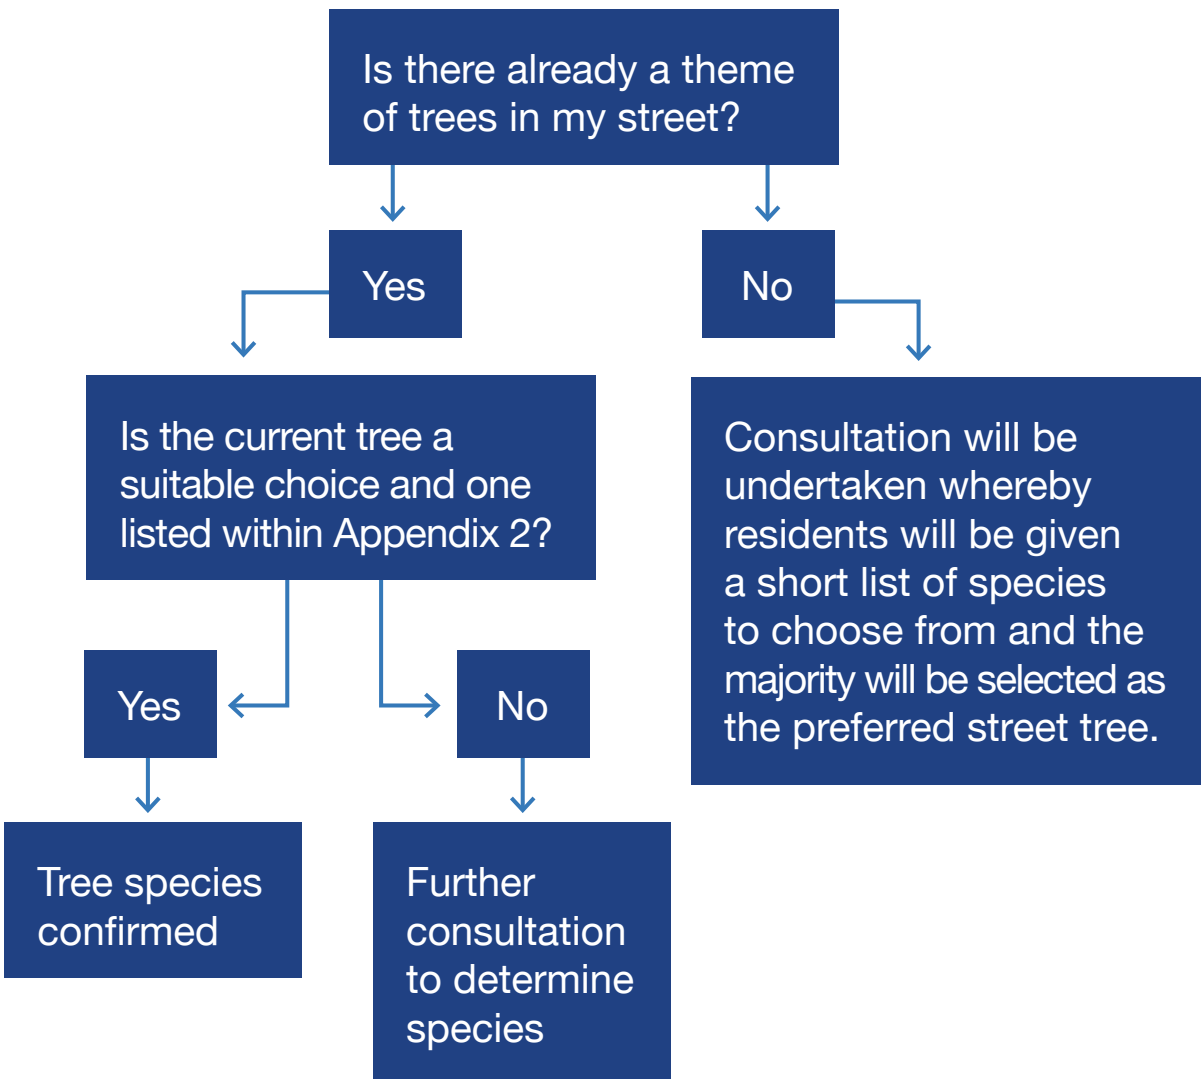 Is there already a theme
of trees in my street?
Yes
No
Is the current tree a
suitable choice and one
listed within Appendix 2?
Consultation will be
undertaken whereby
residents will be given
a short list of species
to choose from and the
majority will be selected as
the preferred street tree.
Yes
No
Tree species
confirmed
Further
consultation
to determine
species